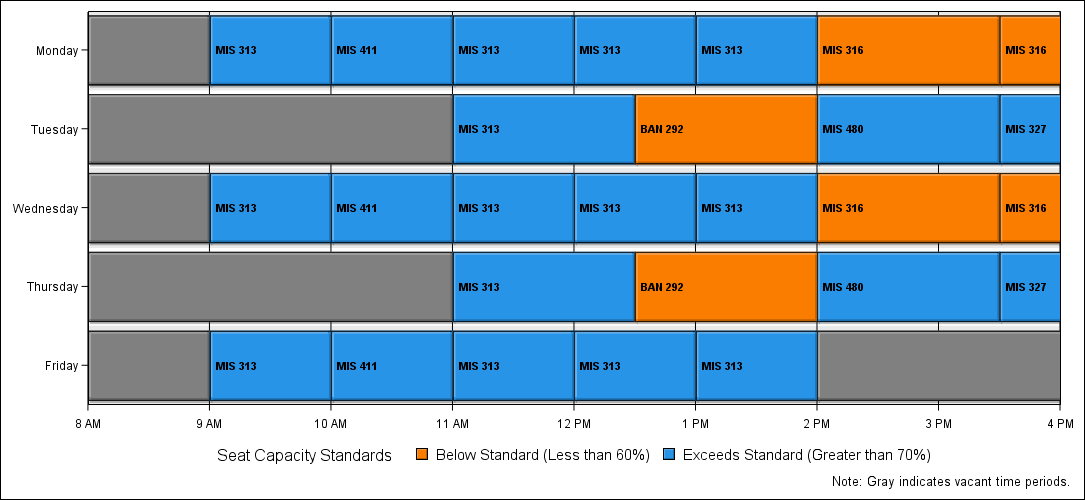 Monday MIS 313 MIS 411 MIS 313 MIS 313 MIS 313 MIS 316 MIS 316
Tuesday MIS 313 BAN 292 MIS 480 MIS 327
Wednesday MIS 313 MIS 411 MIS 313 MIS 313 MIS 313 MIS 316 MIS 316
Thursday MIS 313 BAN 292 MIS 480 MIS 327
Friday MIS 313 MIS 411 MIS 313 MIS 313 MIS 313
8 AM 9 AM 10 AM 11 AM 12 PM 1 PM 2 PM 3 PM 4 PM
Seat Capacity Standards Below Standard (Less than 60%) Exceeds Standard (Greater than 70%)
Note: Gray indicates vacant time periods.